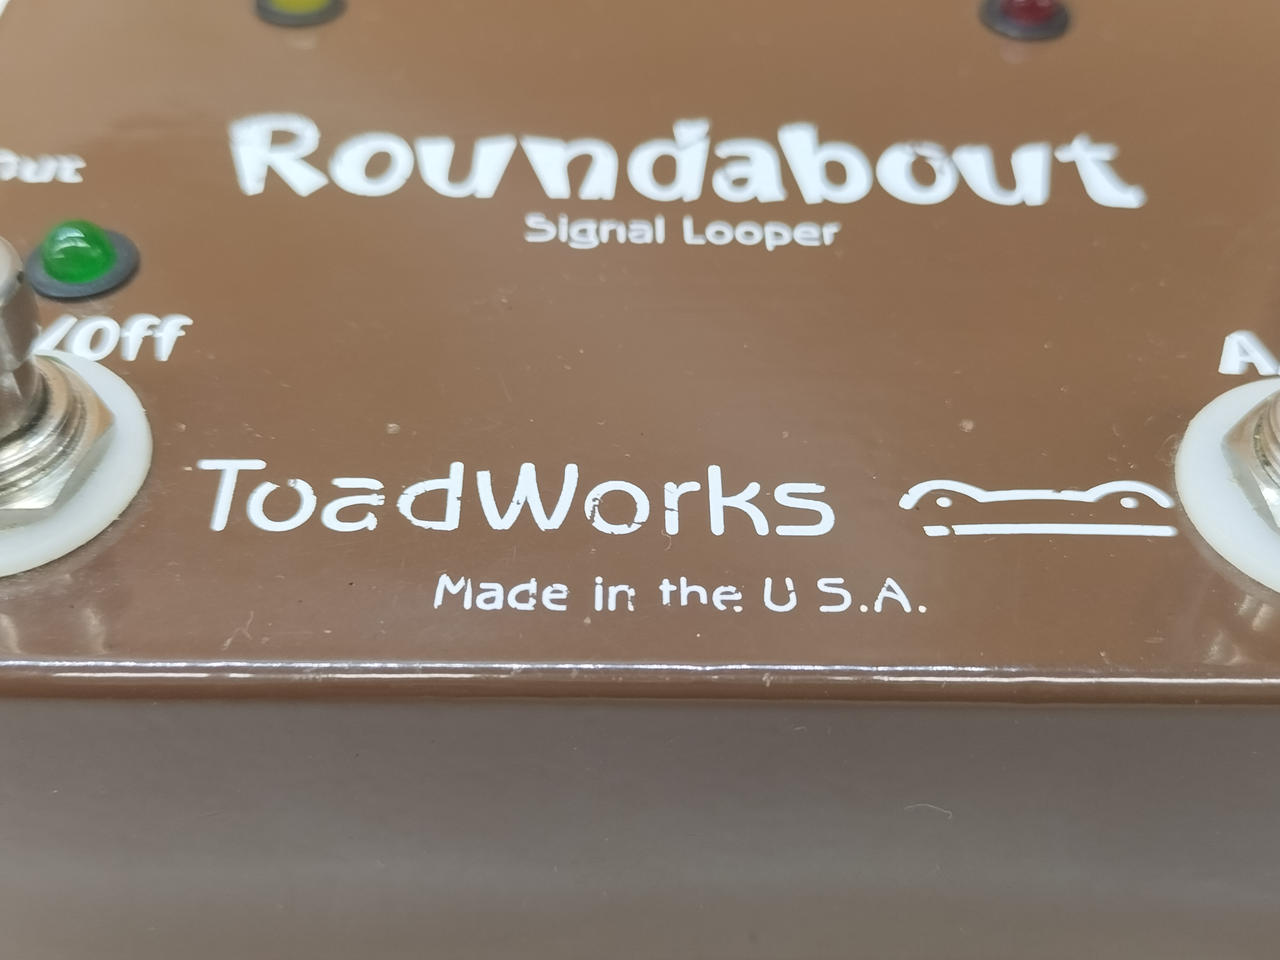 Roundabout
Signal Looper
/Off
ToadWorks
Made in the U.S.A.